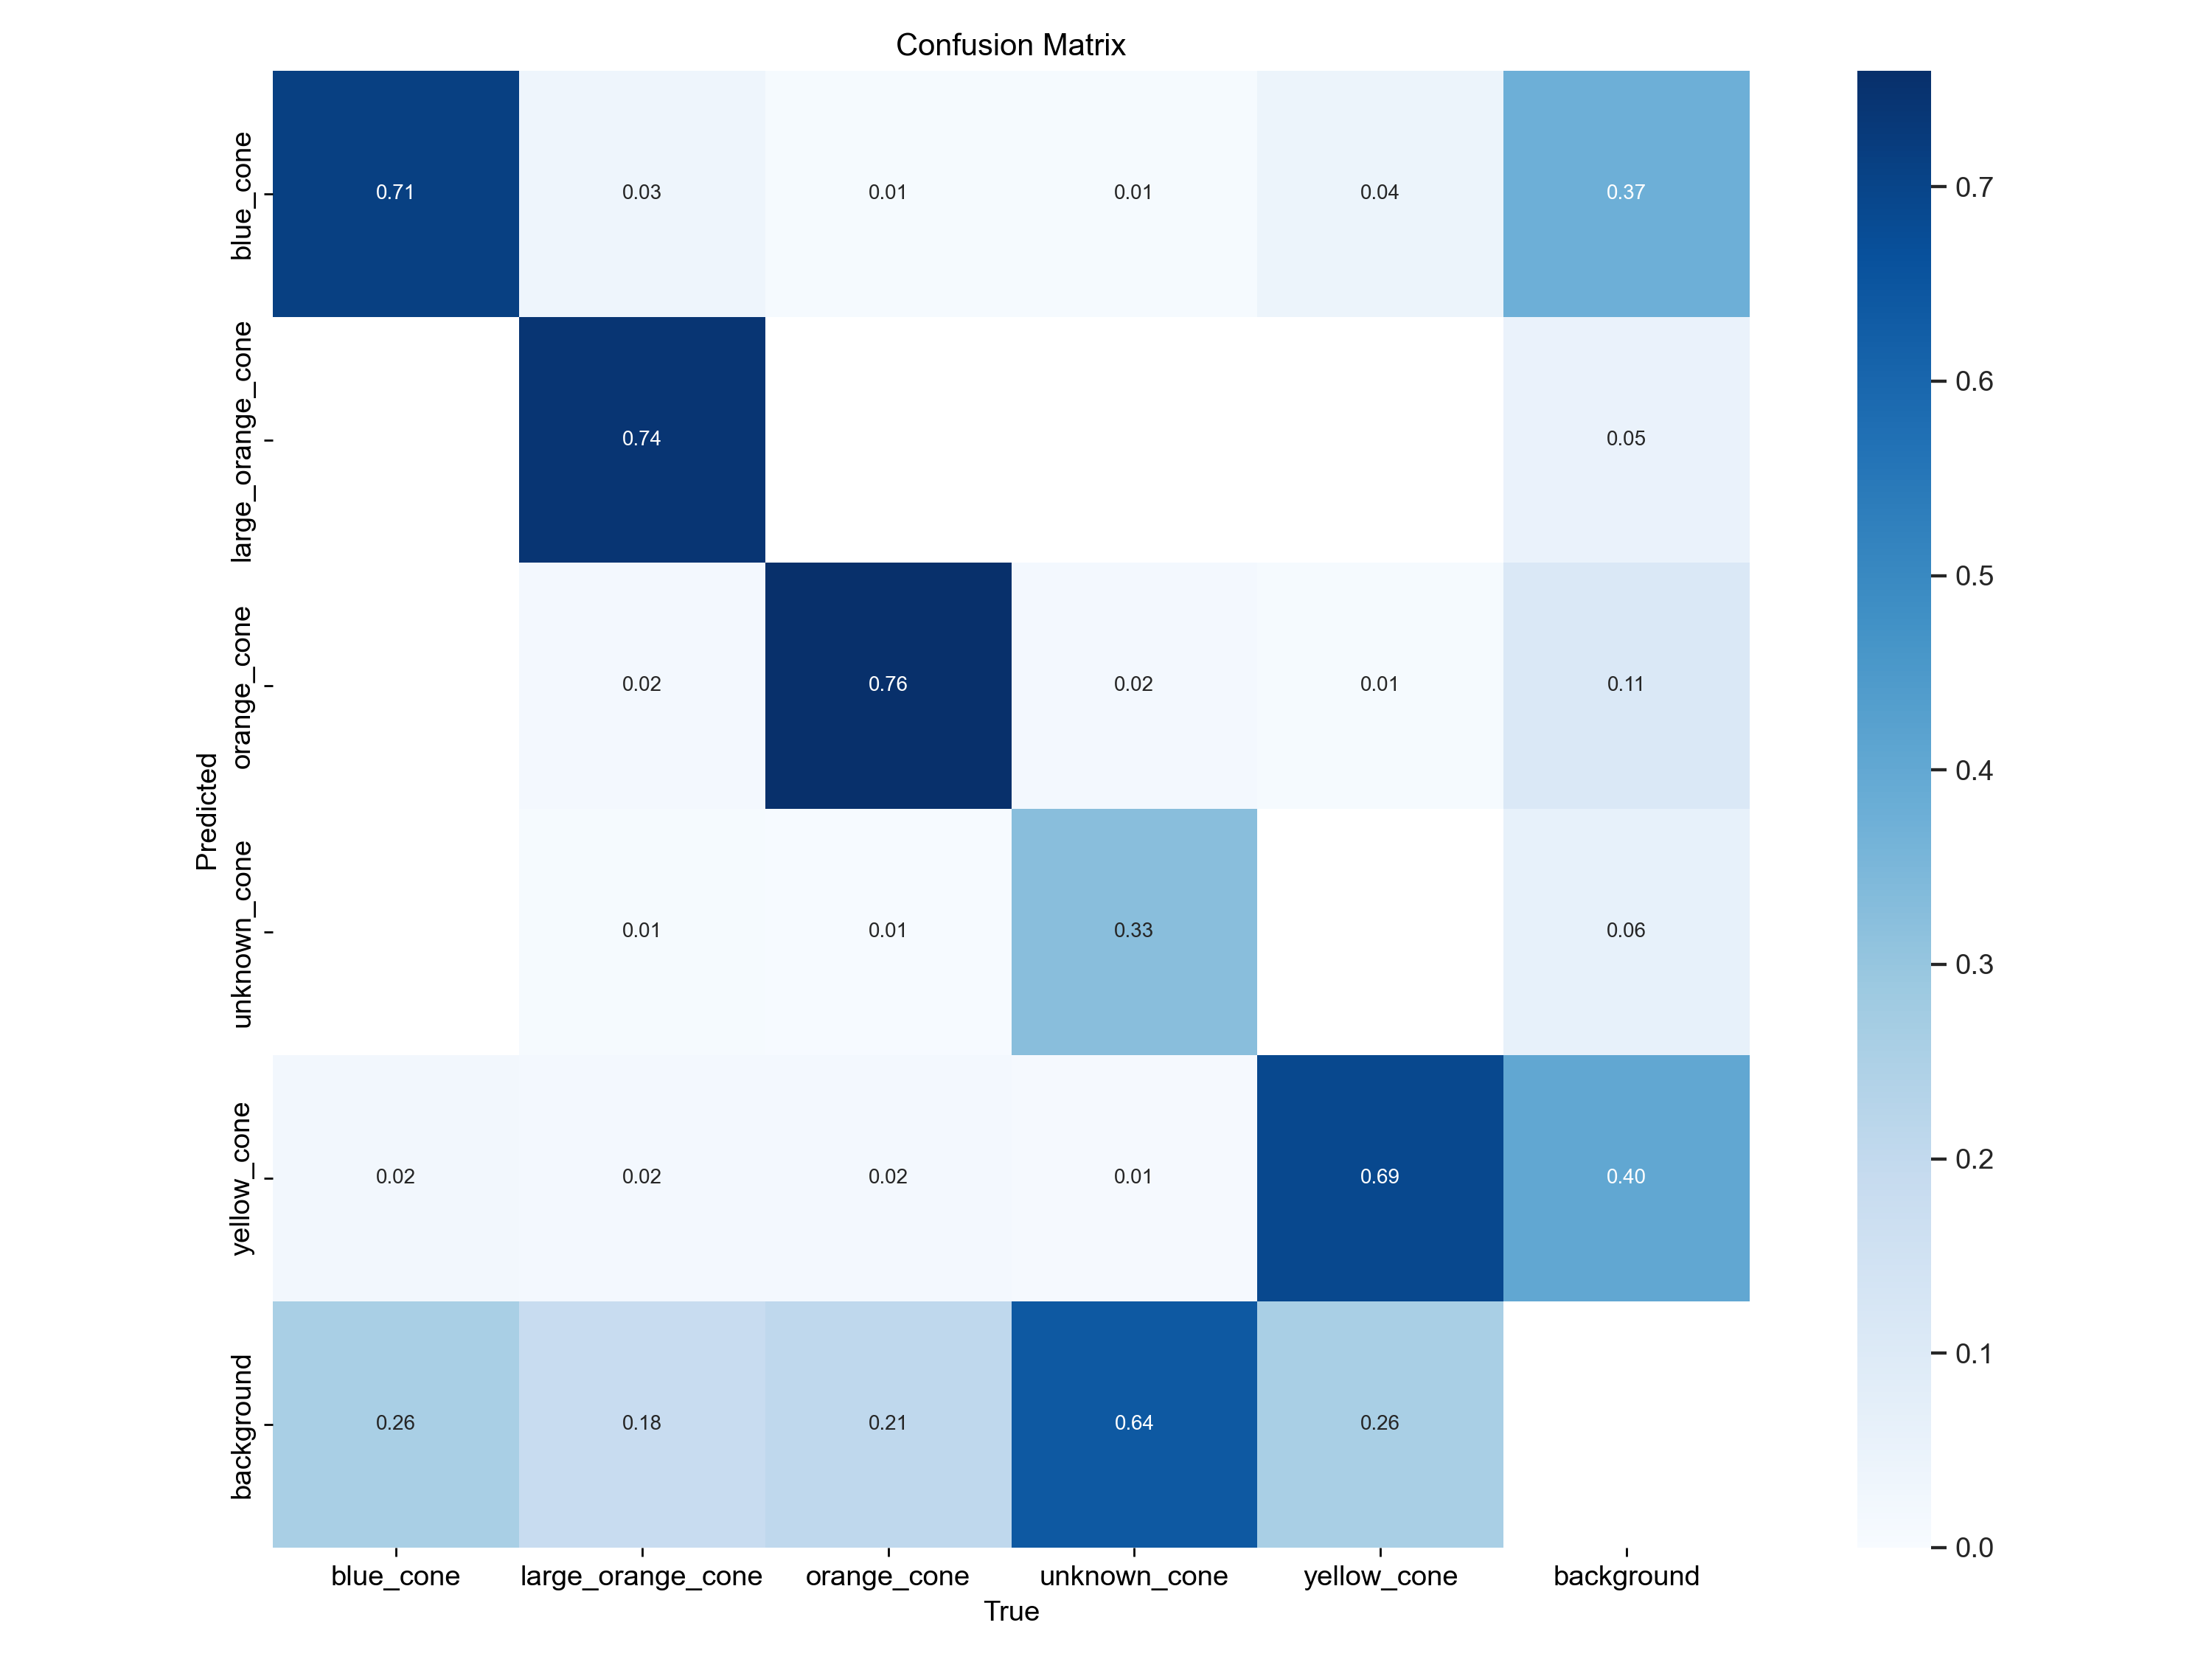 Confusion Matrix
blue_cone
0.71 0.03 0.01 0.01 0.04 0.37
large_orange_cone
0.74 0.05
orange_cone
0.02 0.76 0.02 0.01 0.11
unknown_cone
0.01 0.01 0.33 0.06
yellow_cone
0.02 0.02 0.02 0.01 0.69 0.40
background
0.26 0.18 0.21 0.64 0.26
Predicted
blue_cone large_orange_cone orange_cone unknown_cone yellow_cone background
True
0.7
0.6
0.5
0.4
0.3
0.2
0.1
0.0